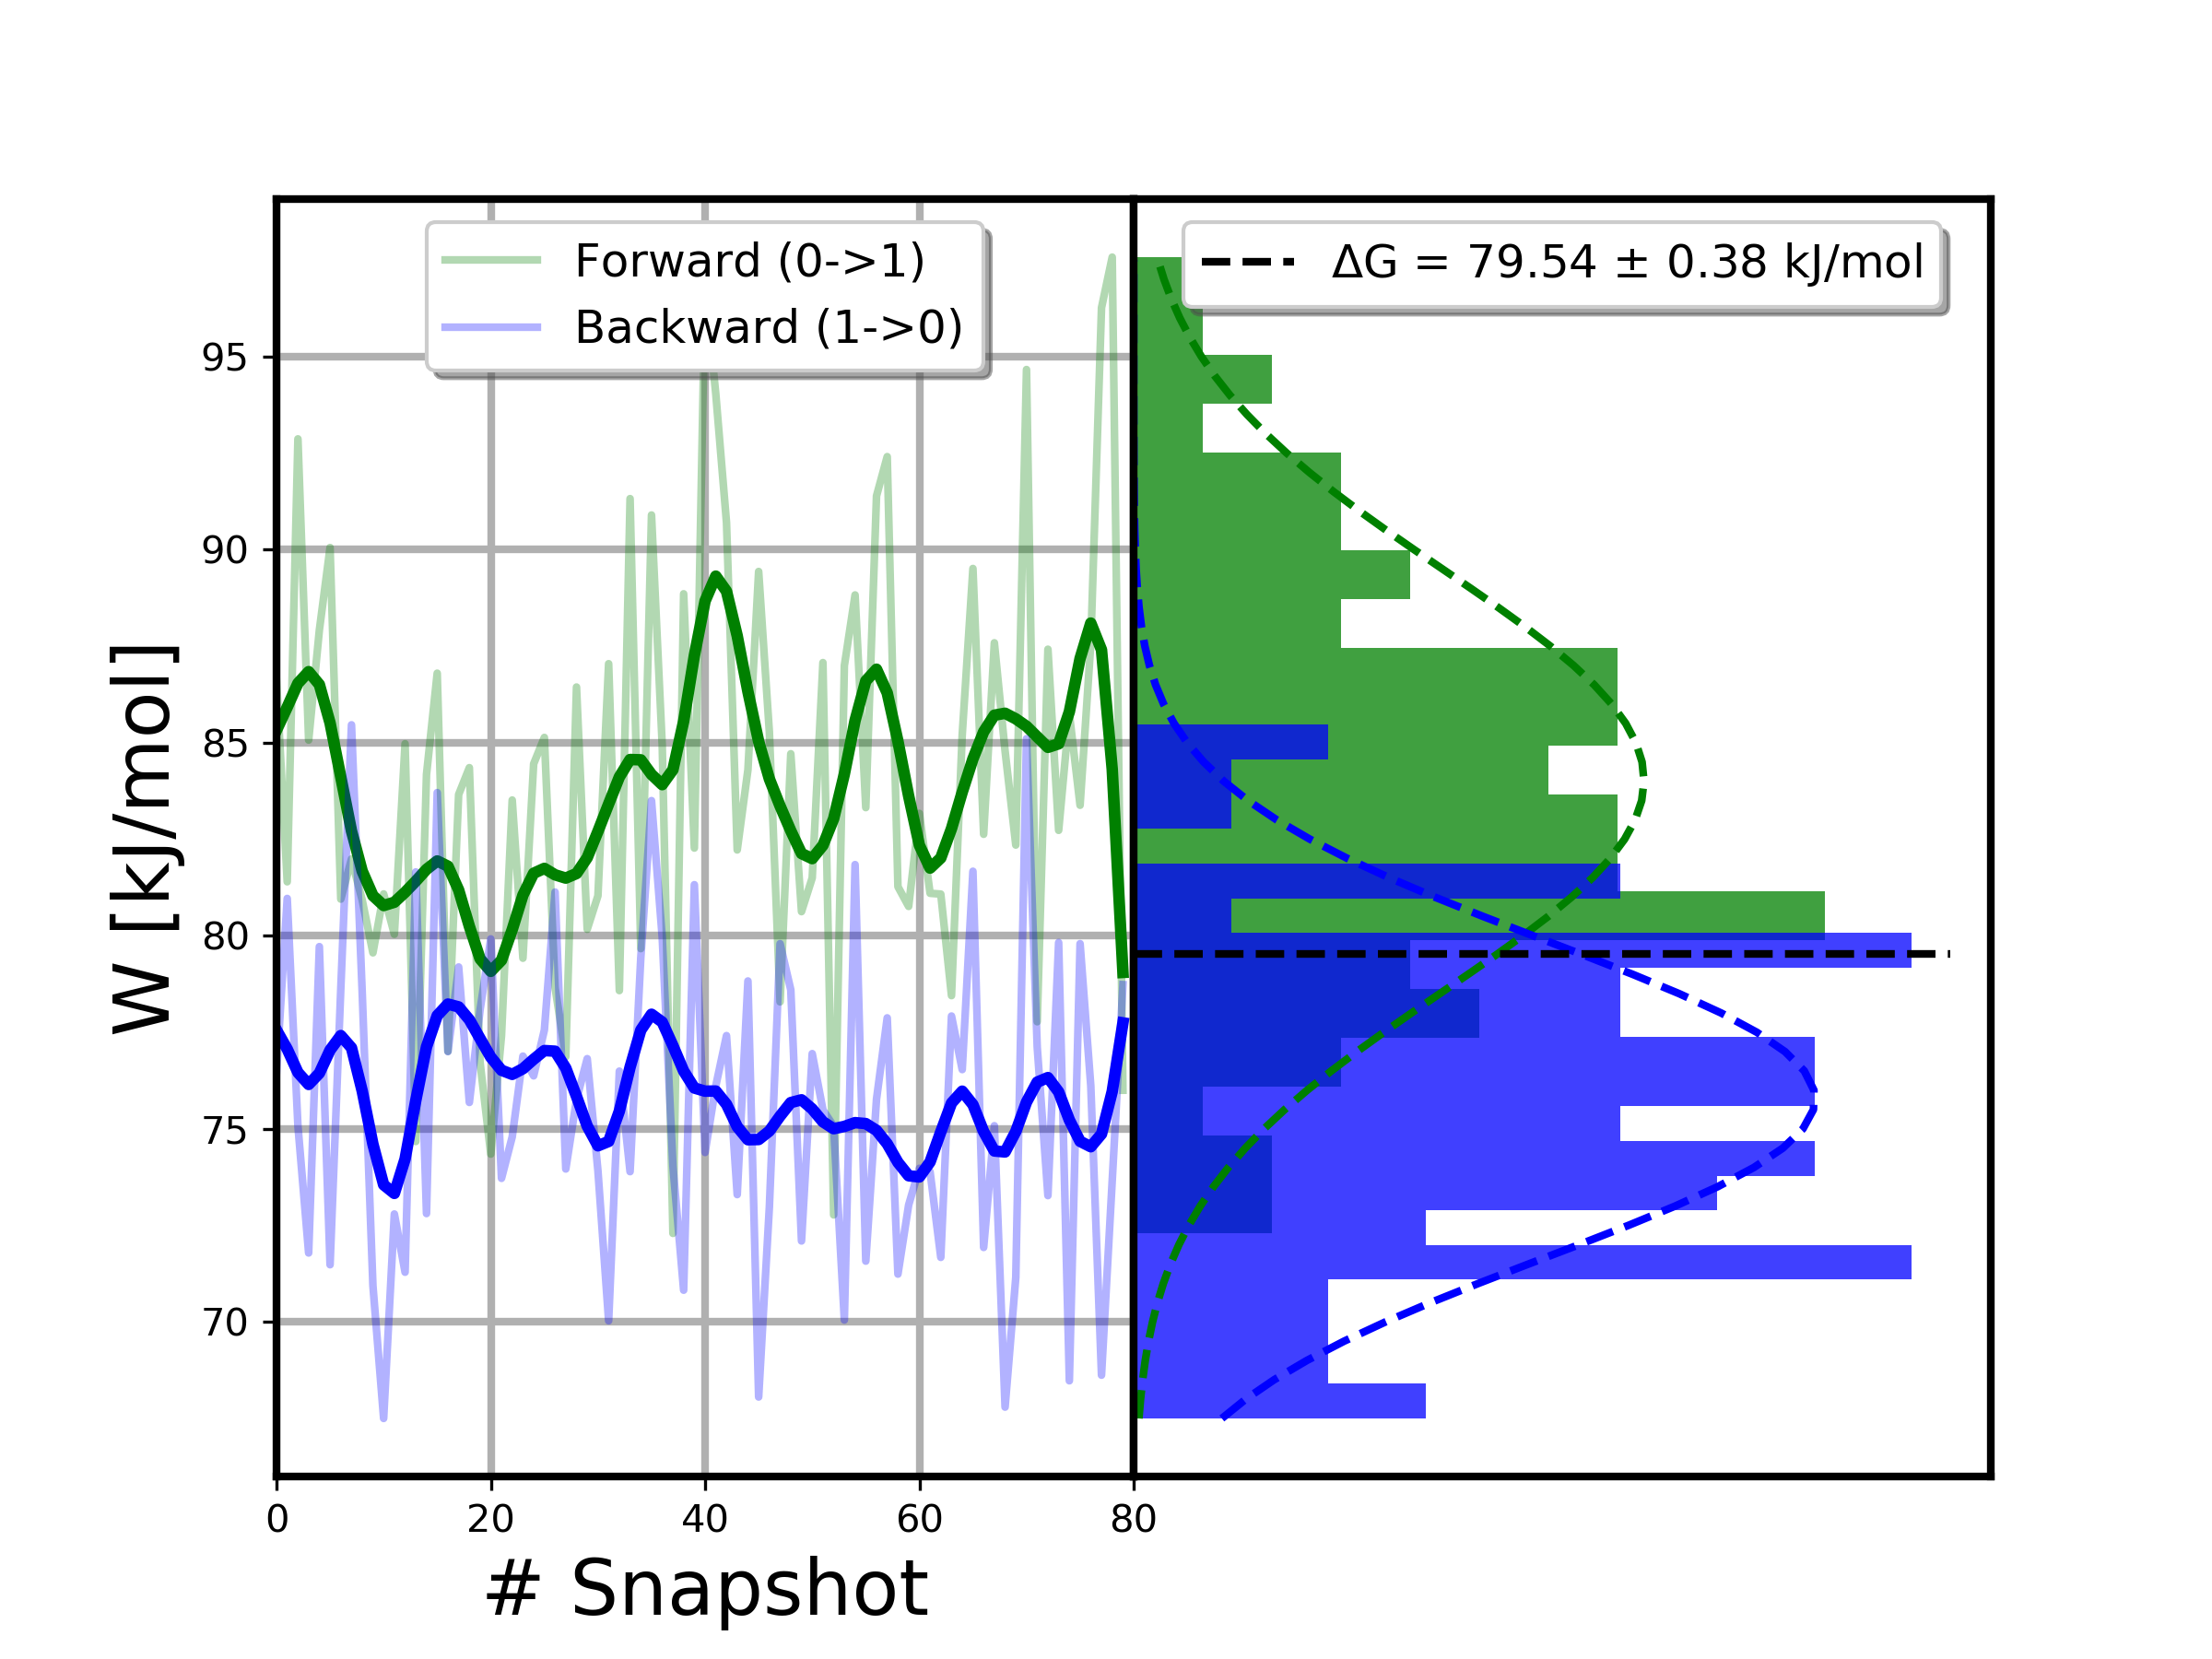 Forward (0->1)
Backward (1->0)
ΔG = 79.54 ± 0.38 kJ/mol
95
90
85
80
75
70
W [kJ/mol]
0 20 40 60 80
# Snapshot